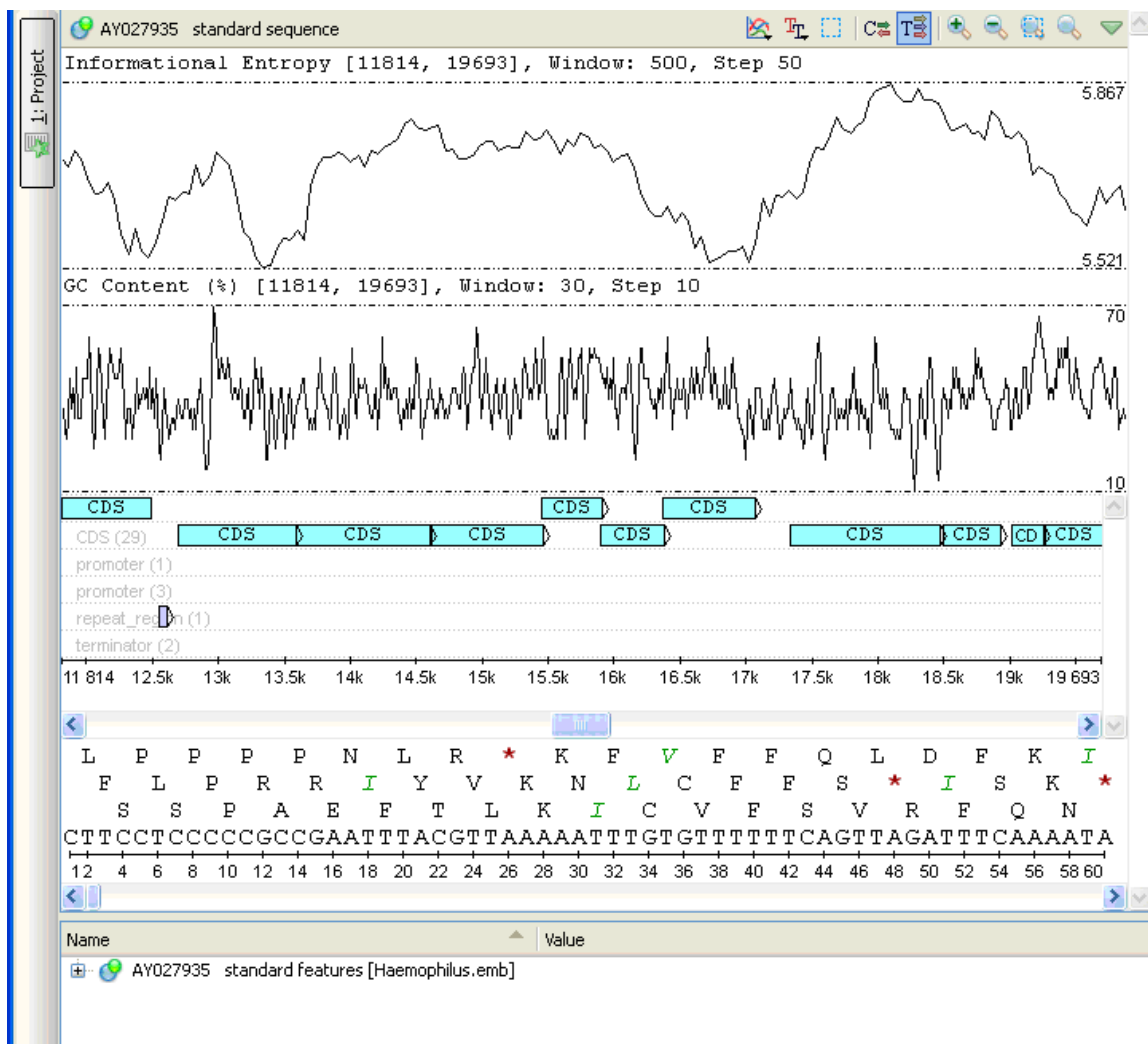 1: Project
AY027935 standard sequence
C
T
Informational Entropy [11814, 19693], Window: 500, Step 50
5.867
5.521
GC Content (%) [11814, 19693], Window: 30, Step 10
70
10
CDS CDS CDS
CDS (29) CDS CDS CDS CDS CDS CDS CD CDS
promoter (1)
promoter (3)
repeat_region (1)
terminator (2)
11 814 12.5k 13k 13.5k 14k 14.5k 15k 15.5k 16k 16.5k 17k 17.5k 18k 18.5k 19k 19 693
L P P P P N L R * K F V F F Q L D F K I
F L P R R I Y V K N L C F F S * I S K *
S S P A E F T L K I C V F S V R F Q N
CTTCCTCCCCCGCCGAATTTACGTTAAAAATTTGTGTTTTTTCAGTTAGATTTCAAAATA
1 2 4 6 8 10 12 14 16 18 20 22 24 26 28 30 32 34 36 38 40 42 44 46 48 50 52 54 56 58 60
Name Value
AY027935 standard features [Haemophilus.emb]